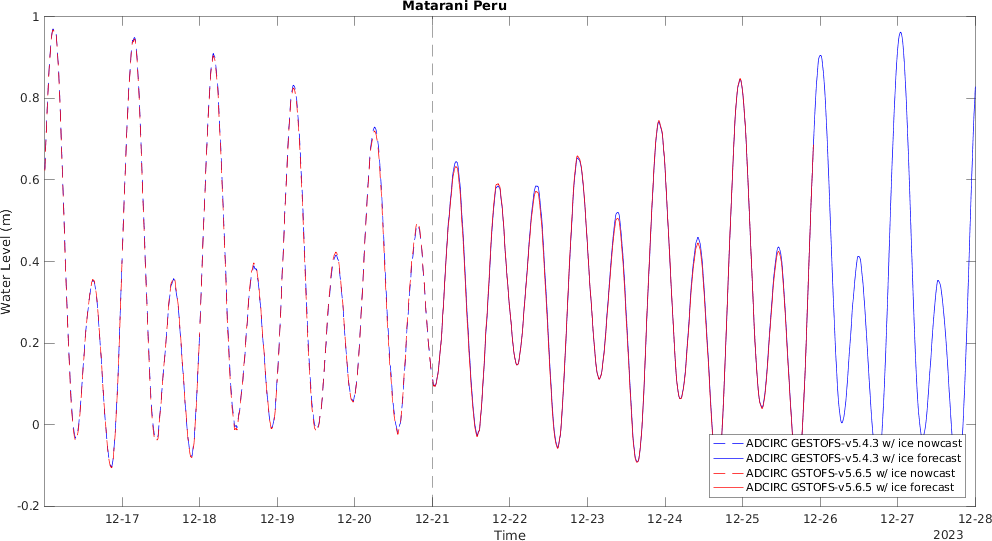 Matarani Peru
1
0.8
0.6
0.4
0.2
0
-0.2
Water Level (m)
ADCIRC GESTOFS-v5.4.3 w/ ice nowcast
ADCIRC GESTOFS-v5.4.3 w/ ice forecast
ADCIRC GSTOFS-v5.6.5 w/ ice nowcast
ADCIRC GSTOFS-v5.6.5 w/ ice forecast
12-17 12-18 12-19 12-20 12-21 12-22 12-23 12-24 12-25 12-26 12-27 12-28
Time
2023